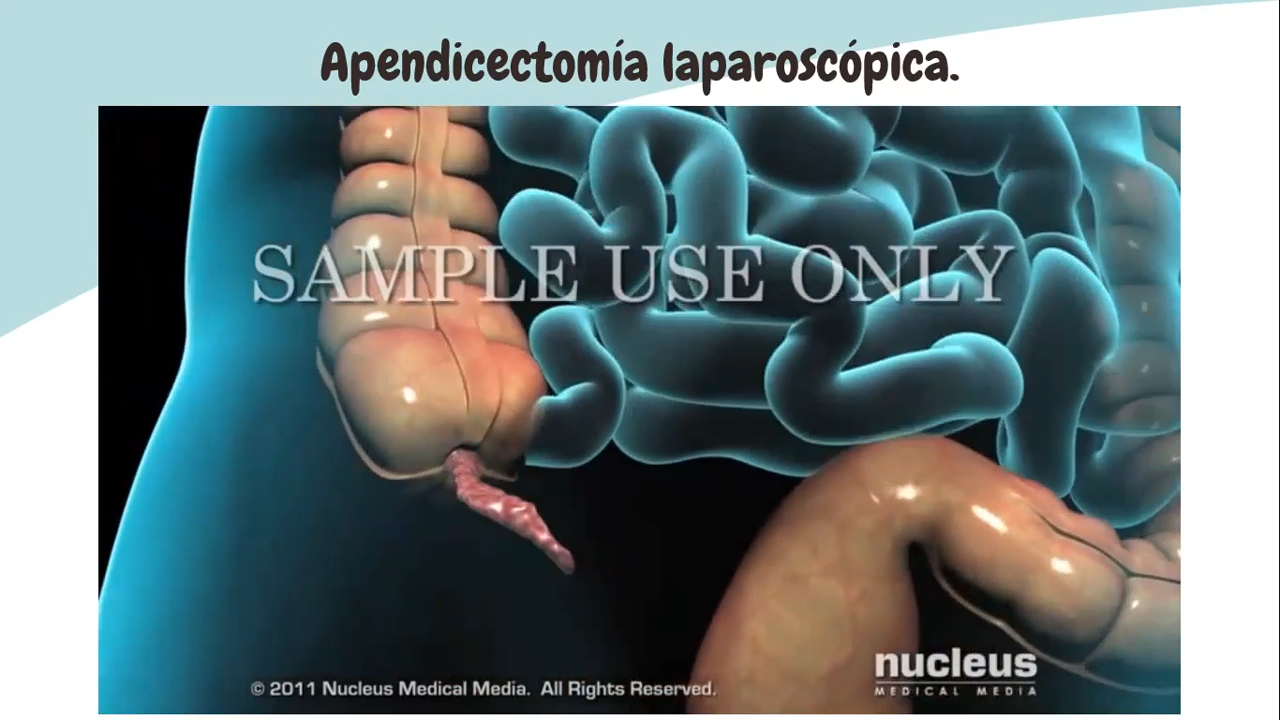 Apendicectomía laparoscópica.
SAMPLE USE ONLY
nucleus
MEDICAL MEDIA
© 2011 Nucleus Medical Media. All Rights Reserved.